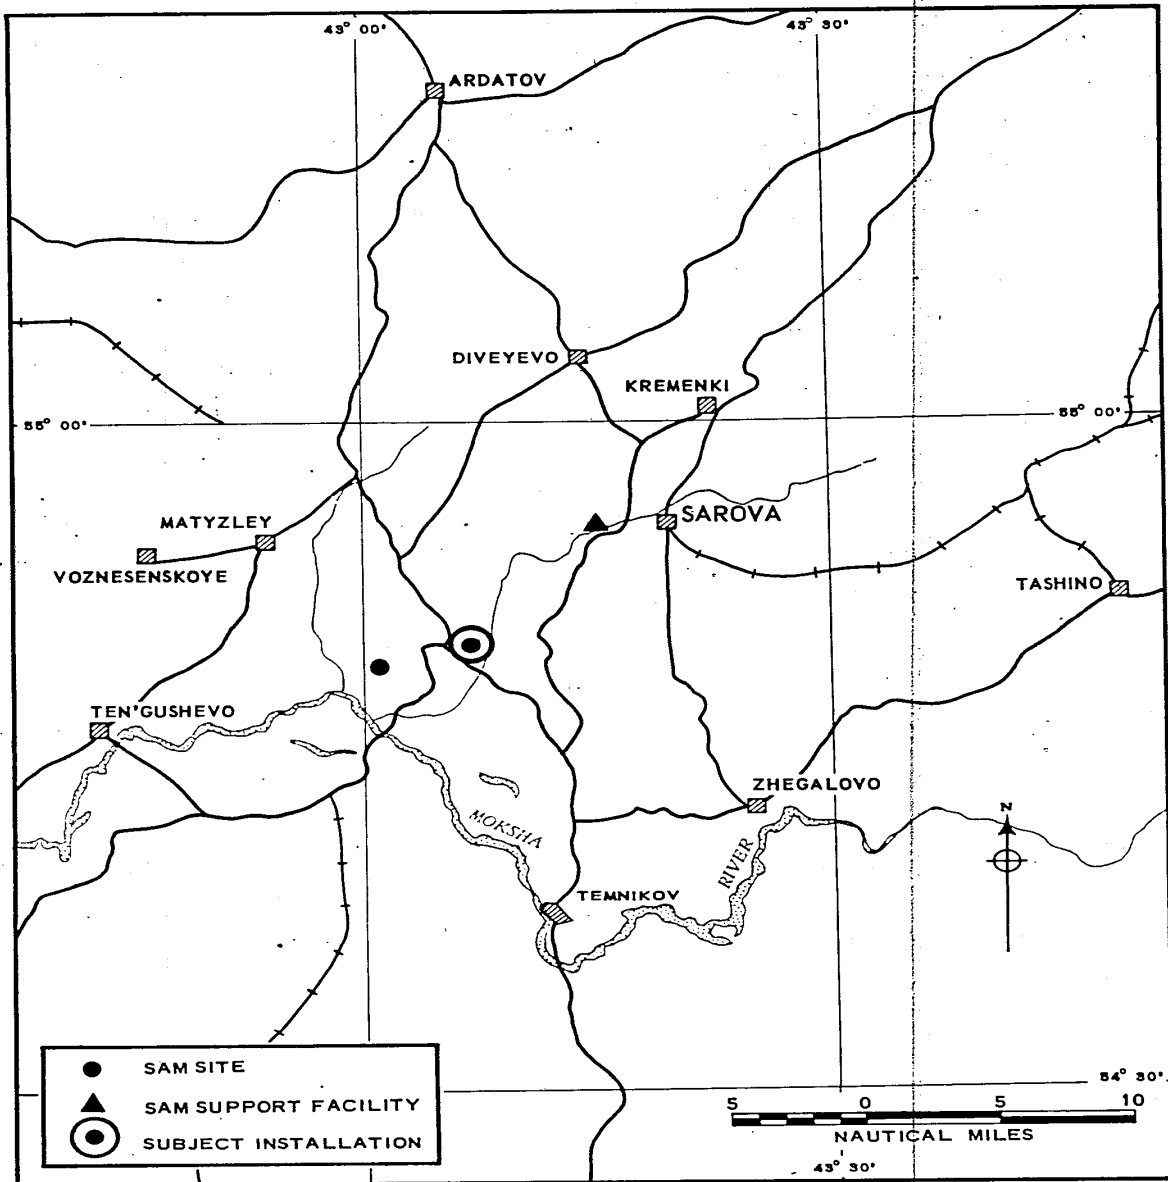 43° 00'
43° 30'
ARDATOV
DIVEYEVO
KREMENKI
55° 00'
55° 00'
MATYZLEY
SAROVA
VOZNESENSKOYE
TASHINO
TEN'GUSHEVO
ZHEGALOVO
MOKSHA
RIVER
N
TEMNIKOV
SAM SITE
SAM SUPPORT FACILITY
SUBJECT INSTALLATION
54° 30'
5 0 5 10
NAUTICAL MILES
43° 30'